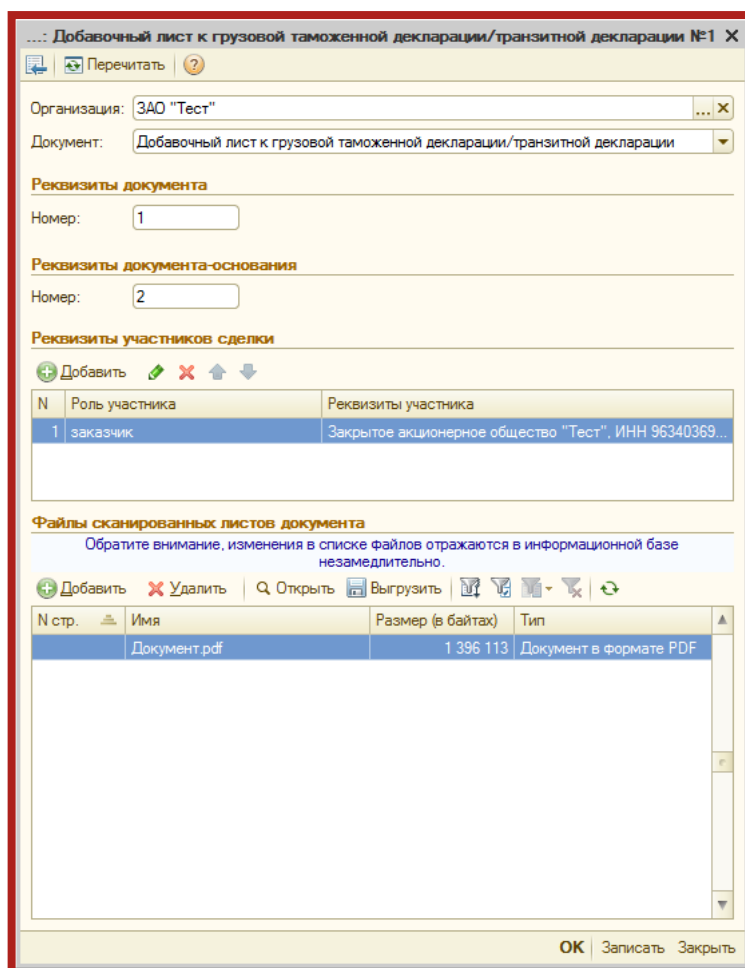 ...: Добавочный лист к грузовой таможенной декларации/транзитной декларации №1
Перечитать
Организация: ЗАО "Тест" ...
Документ: Добавочный лист к грузовой таможенной декларации/транзитной декларации
Реквизиты документа
Номер: 1
Реквизиты документа-основания
Номер: 2
Реквизиты участников сделки
Добавить
N Роль участника Реквизиты участника
1 заказчик Закрытое акционерное общество "Тест", ИНН 96340369...
Файлы сканированных листов документа
Обратите внимание, изменения в списке файлов отражаются в информационной базе
незамедлительно.
Добавить Удалить Открыть Выгрузить
N стр. Имя Размер (в байтах) Тип
Документ.pdf 1 396 113 Документ в формате PDF
OK Записать Закрыть